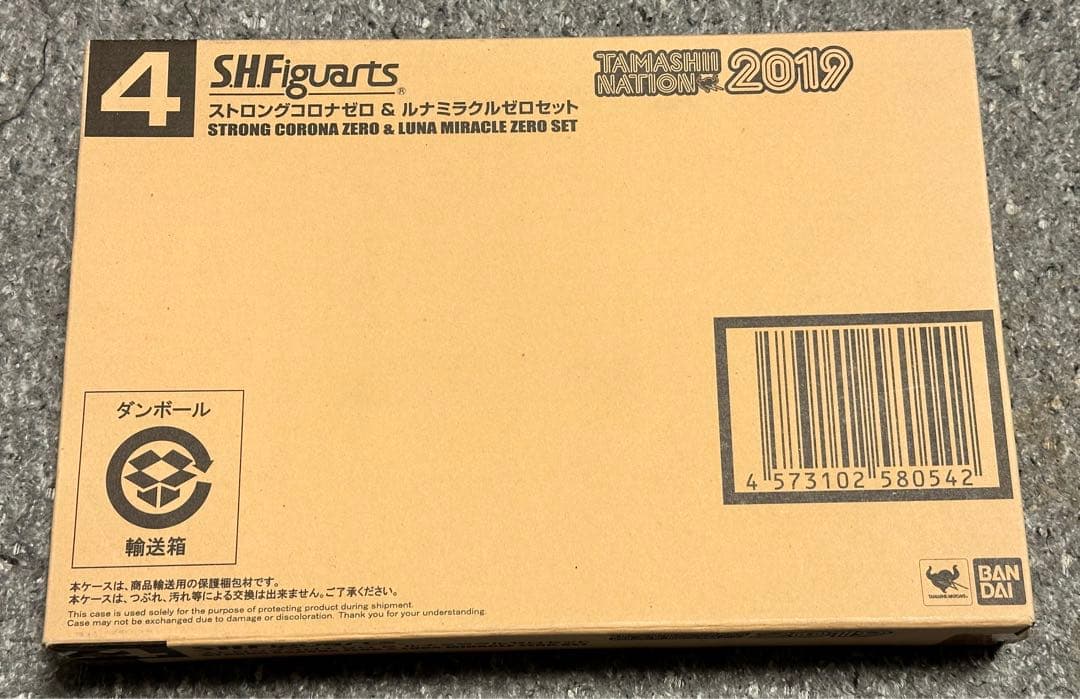 4
S.H.Figuarts
®
ストロングコロナゼロ & ルナミラクルゼロセット
STRONG CORONA ZERO & LUNA MIRACLE ZERO SET
TAMASHII
NATION
2019
ダンボール
輸送箱
4 573102 580542
本ケースは、商品輸送用の保護梱包材です。
本ケースは、つぶれ、汚れ等による交換は出来ません。ご了承ください。
This case is used solely for the purpose of protecting product during shipment.
Case may not be exchanged due to damage or discoloration. Thank you for your understanding.
BAN
DAI